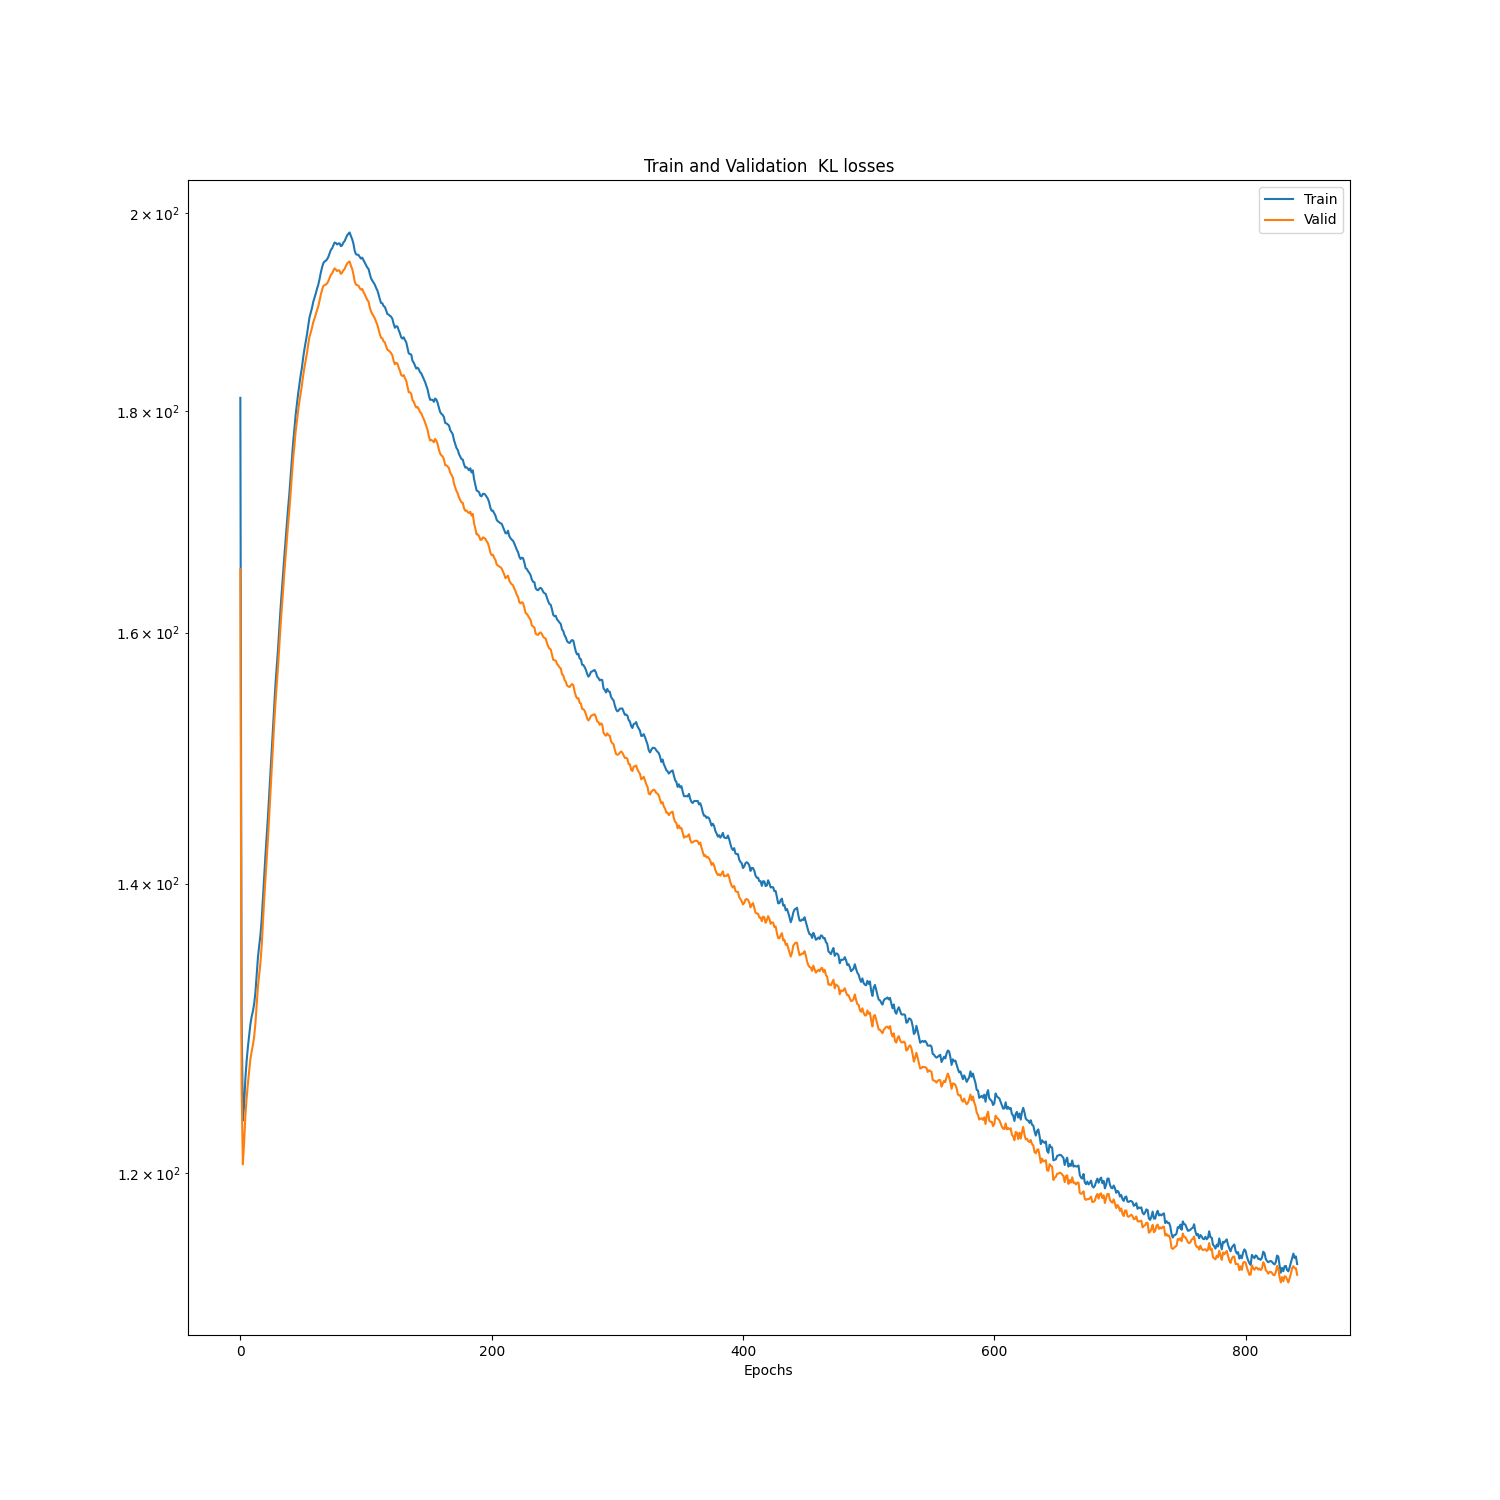 Train and Validation  KL losses
Train
Valid
2 × 10²
1.8 × 10²
1.6 × 10²
1.4 × 10²
1.2 × 10²
0 200 400 600 800
Epochs